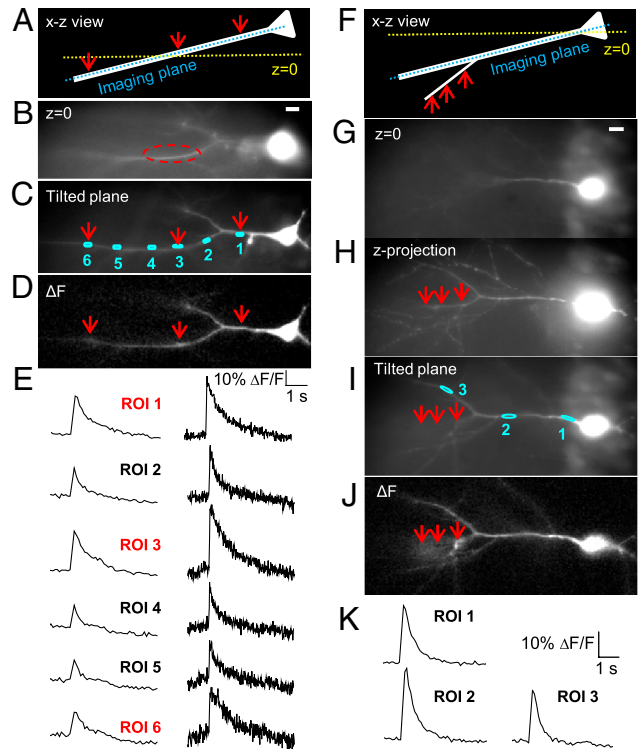 A
x-z view
Imaging plane
z=0
B
z=0
C
Tilted plane
6
5
4
3
2
1
D
ΔF
E
10% ΔF/F
1 s
ROI 1
ROI 2
ROI 3
ROI 4
ROI 5
ROI 6
F
x-z view
z=0
Imaging plane
G
z=0
H
z-projection
I
Tilted plane
3
2
1
J
ΔF
K
ROI 1
10% ΔF/F
1 s
ROI 2
ROI 3